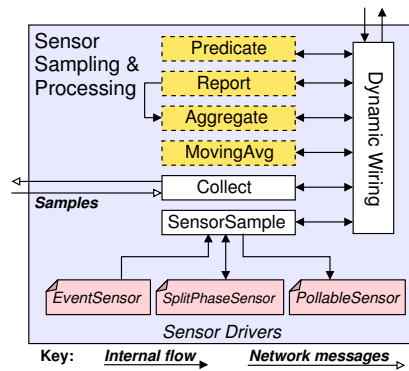 Sensor
Sampling &
Processing
Predicate
Report
Aggregate
MovingAvg
Collect
SensorSample
Dynamic Wiring
Samples
EventSensor
SplitPhaseSensor
PollableSensor
Sensor Drivers
Key: Internal flow Network messages